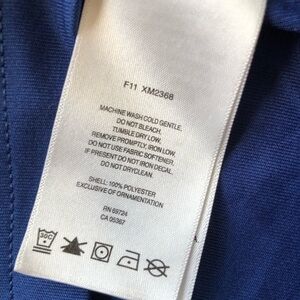 F11 XM2368
MACHINE WASH COLD GENTLE,
DO NOT BLEACH.
TUMBLE DRY LOW,
REMOVE PROMPTLY, IRON LOW.
DO NOT USE FABRIC SOFTENER.
IF PRESENT DO NOT IRON DECAL.
DO NOT DRYCLEAN.
SHELL: 100% POLYESTER
EXCLUSIVE OF ORNAMENTATION
RN 69724
CA 05367
30C